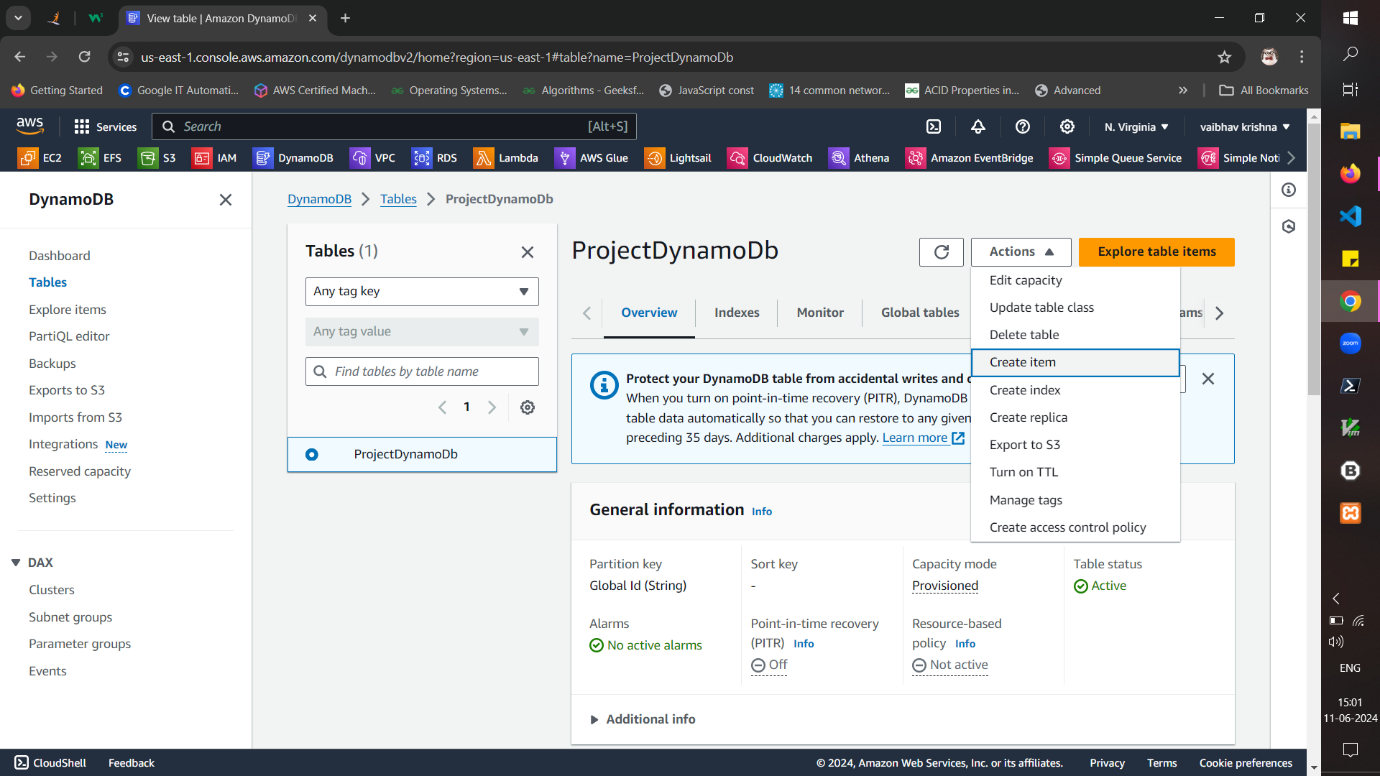 View table | Amazon DynamoD
us-east-1.console.aws.amazon.com/dynamodbv2/home?region=us-east-1#table?name=ProjectDynamoDb
Getting Started
Google IT Automati...
AWS Certified Mach...
Operating Systems...
Algorithms - Geeksf...
JavaScript const
14 common networ...
ACID Properties in...
Advanced
All Bookmarks
aws
Services
Search
[Alt+S]
N. Virginia
vaibhav krishna
EC2
EFS
S3
IAM
DynamoDB
VPC
RDS
Lambda
AWS Glue
Lightsail
CloudWatch
Athena
Amazon EventBridge
Simple Queue Service
Simple Noti
DynamoDB
Dashboard
Tables
Explore items
PartiQL editor
Backups
Exports to S3
Imports from S3
Integrations New
Reserved capacity
Settings
DAX
Clusters
Subnet groups
Parameter groups
Events
DynamoDB
Tables
ProjectDynamoDb
Tables (1)
Any tag key
Any tag value
Find tables by table name
1
ProjectDynamoDb
ProjectDynamoDb
Actions
Explore table items
Edit capacity
Update table class
Delete table
Create item
Create index
Create replica
Export to S3
Turn on TTL
Manage tags
Create access control policy
Overview
Indexes
Monitor
Global tables
ams
Protect your DynamoDB table from accidental writes and
When you turn on point-in-time recovery (PITR), DynamoDB
table data automatically so that you can restore to any given
preceding 35 days. Additional charges apply. Learn more
General information Info
Partition key
Global Id (String)
Sort key
-
Capacity mode
Provisioned
Table status
Active
Alarms
No active alarms
Point-in-time recovery
(PITR) Info
Off
Resource-based
policy Info
Not active
Additional info
CloudShell
Feedback
© 2024, Amazon Web Services, Inc. or its affiliates.
Privacy
Terms
Cookie preferences
zoom
ENG
15:01
11-06-2024